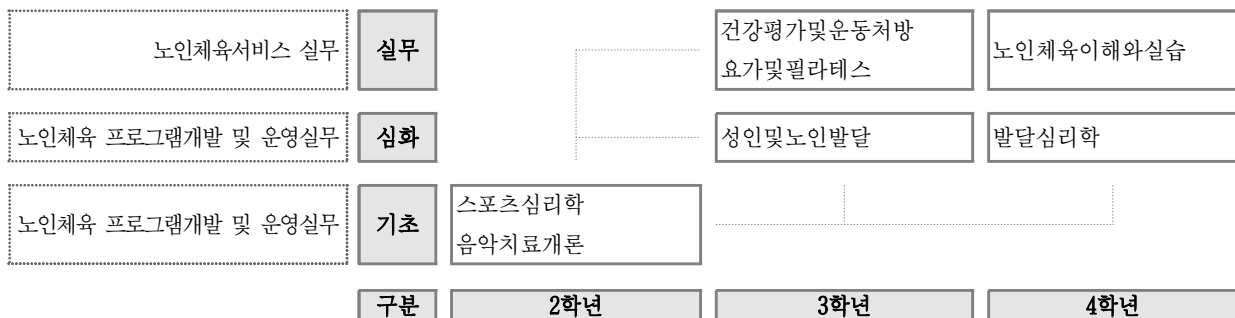 노인체육서비스 실무
실무
건강평가및운동처방
요가및필라테스
노인체육이해와실습
노인체육 프로그램개발 및 운영실무
심화
성인및노인발달
발달심리학
노인체육 프로그램개발 및 운영실무
기초
스포츠심리학
음악치료개론
구분
2학년
3학년
4학년